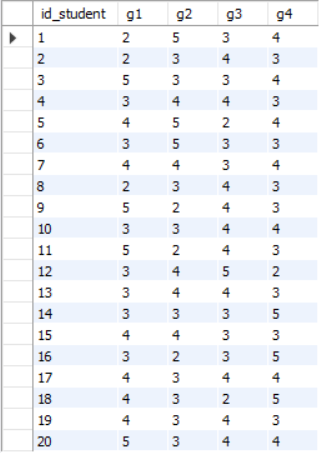 id_student g1 g2 g3 g4
1 2 5 3 4
2 2 3 4 3
3 5 3 3 4
4 3 4 4 3
5 4 5 2 4
6 3 5 3 3
7 4 4 3 4
8 2 3 4 3
9 5 2 4 3
10 3 3 4 4
11 5 2 4 3
12 3 4 5 2
13 3 4 4 3
14 3 3 3 5
15 4 4 3 3
16 3 2 3 5
17 4 3 4 4
18 4 3 2 5
19 4 3 4 3
20 5 3 4 4